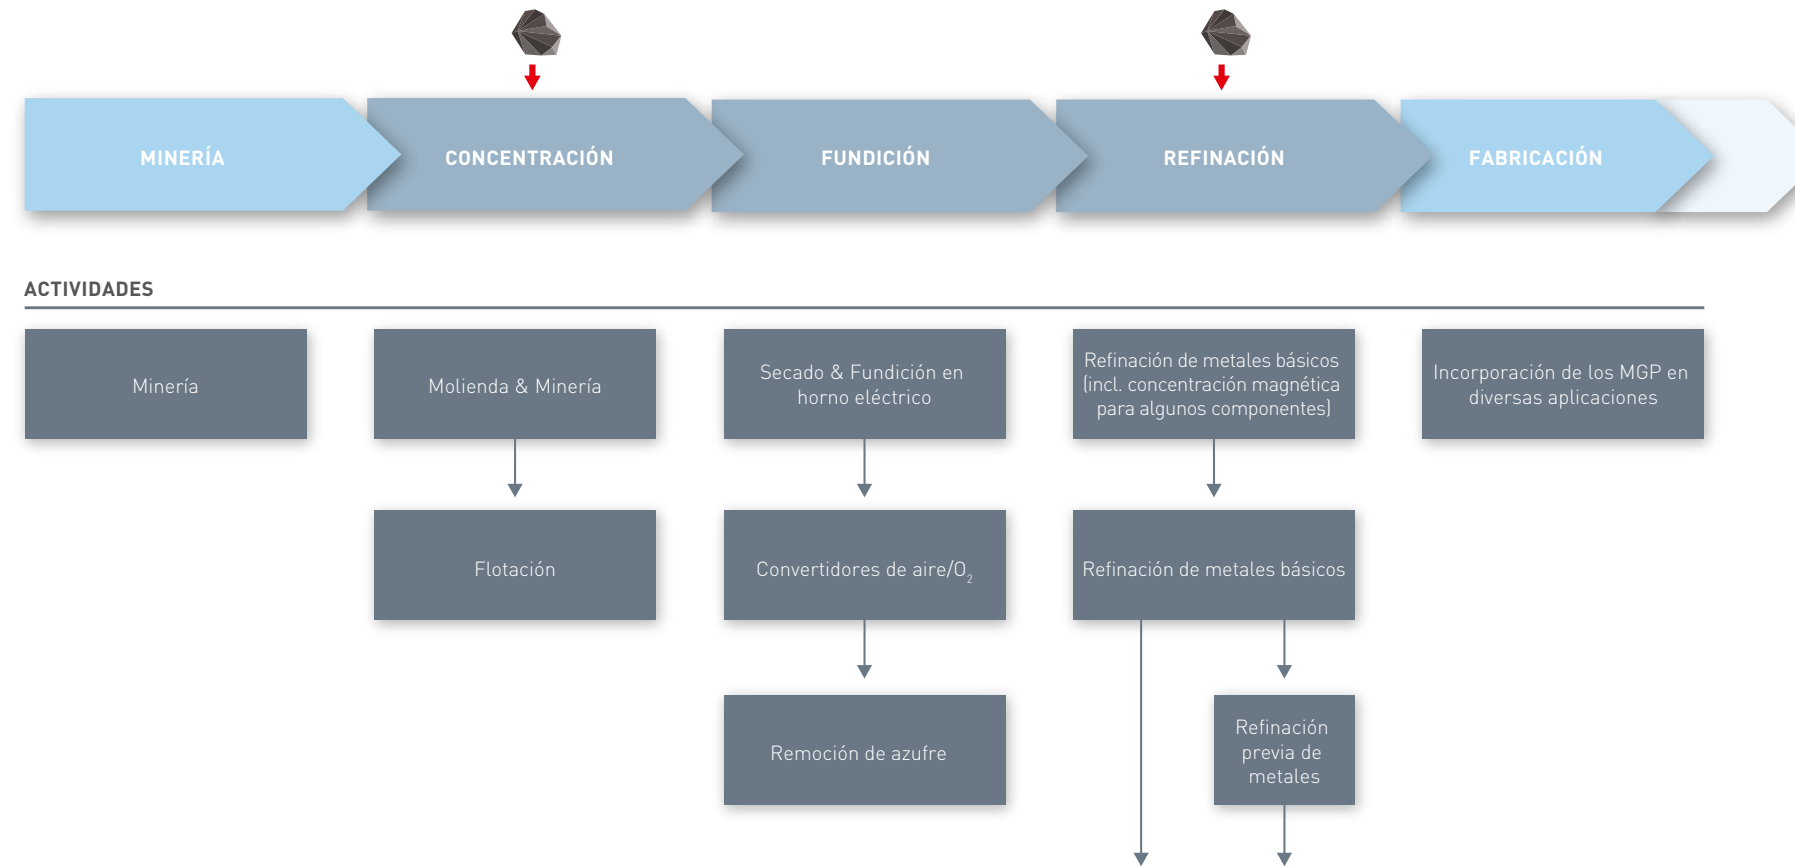 MINERÍA
CONCENTRACIÓN
FUNDICIÓN
REFINACIÓN
FABRICACIÓN
ACTIVIDADES
Minería
Molienda & Minería
Secado & Fundición en
horno eléctrico
Refinación de metales básicos
(incl. concentración magnética
para algunos componentes)
Incorporación de los MGP en
diversas aplicaciones
Flotación
Convertidores de aire/O₂
Refinación de metales básicos
Remoción de azufre
Refinación
previa de
metales